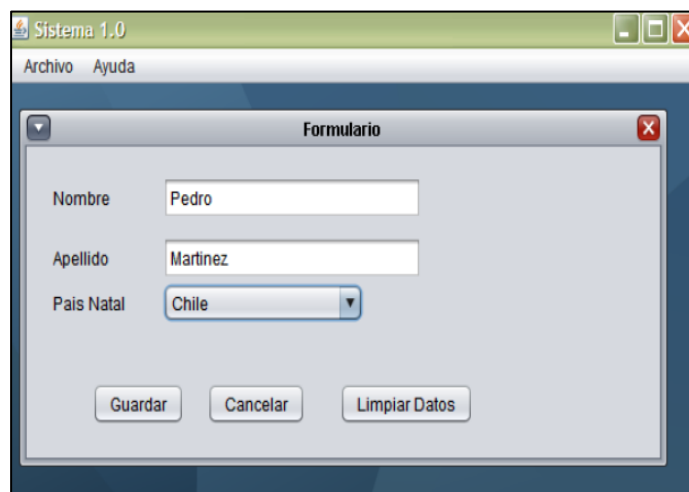 Sistema 1.0
Archivo Ayuda
Formulario
Nombre Pedro
Apellido Martinez
Pais Natal Chile
Guardar Cancelar Limpiar Datos